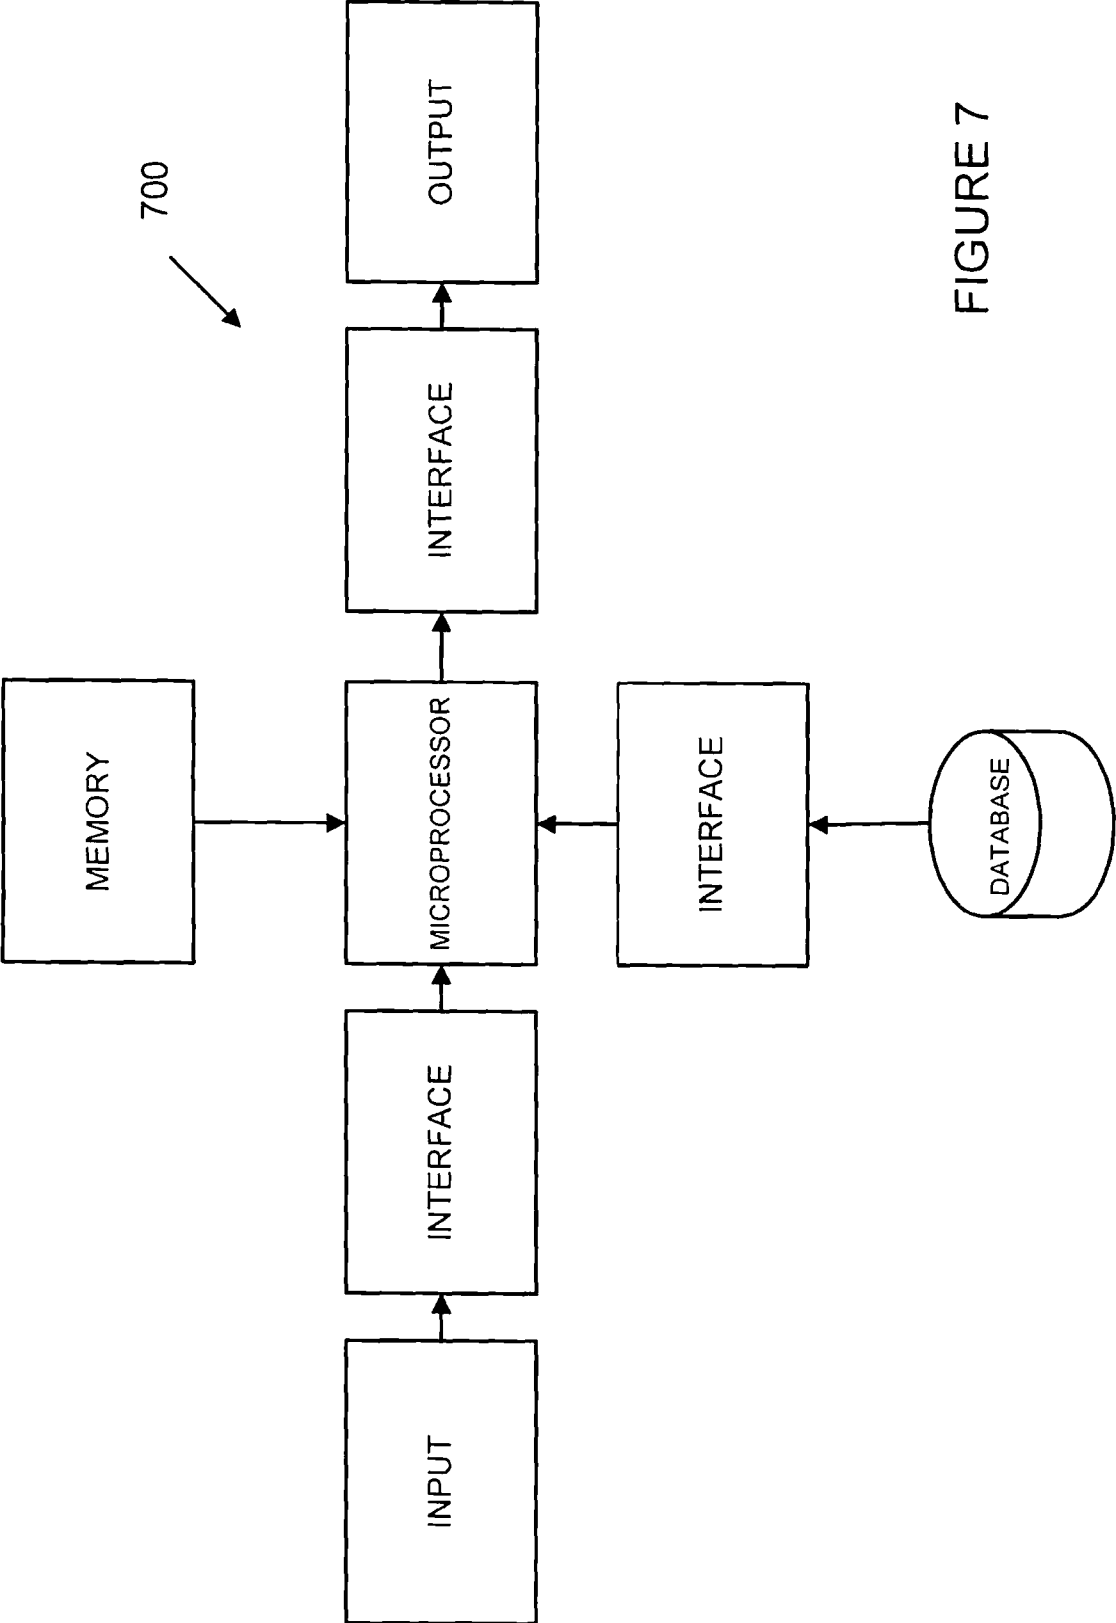 MEMORY
700
INPUT
INTERFACE
MICROPROCESSOR
INTERFACE
OUTPUT
INTERFACE
DATABASE
FIGURE 7